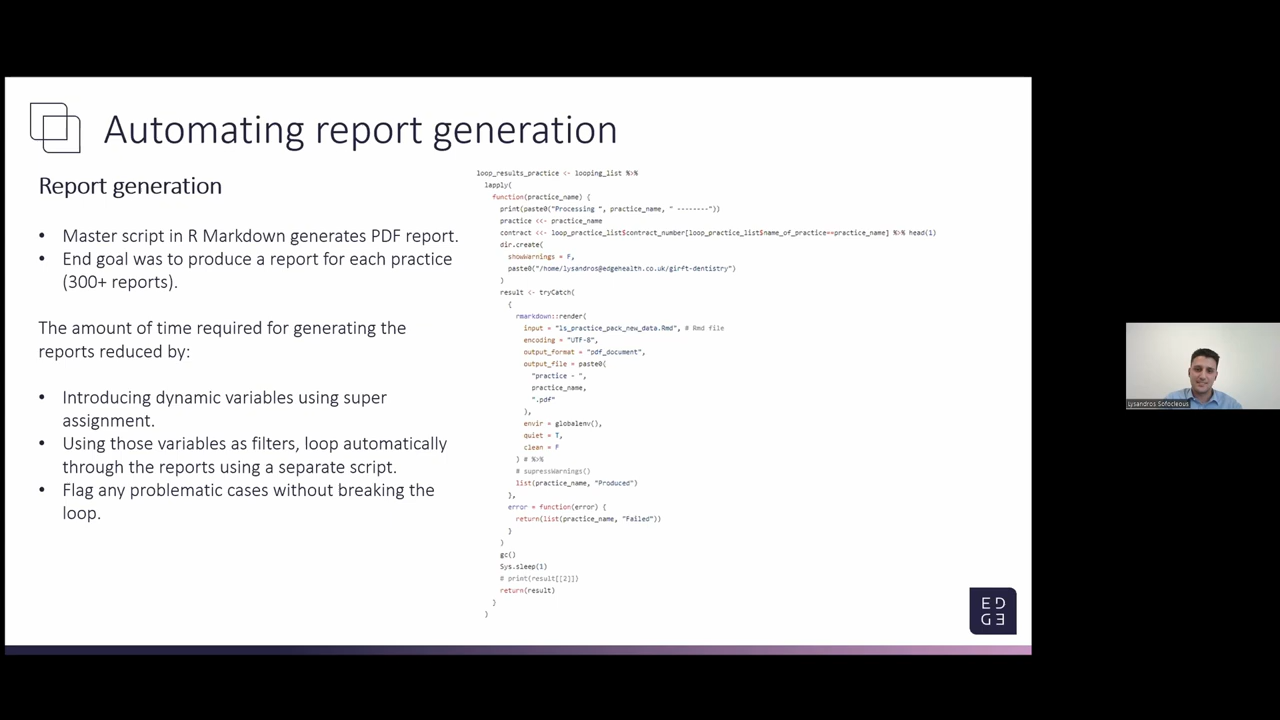 Automating report generation
Report generation
• Master script in R Markdown generates PDF report.
• End goal was to produce a report for each practice
(300+ reports).
The amount of time required for generating the
reports reduced by:
• Introducing dynamic variables using super
assignment.
• Using those variables as filters, loop automatically
through the reports using a separate script.
• Flag any problematic cases without breaking the
loop.
loop_results_practice <- looping_list %>%
lapply(
function(practice_name) {
print(paste0("Processing ", practice_name, " --------"))
practice <<- practice_name
contract <<- loop_practice_list$contract_number[loop_practice_list$name_of_practice==practice_name] %>% head(1)
dir.create(
showWarnings = F,
paste0("/home/lysandros@edgehealth.co.uk/girft-dentistry")
)
result <- tryCatch(
{
rmarkdown::render(
input = "ls_practice_pack_new_data.Rmd", # Rmd file
encoding = "UTF-8",
output_format = "pdf_document",
output_file = paste0(
"practice - ",
practice_name,
".pdf"
),
envir = globalenv(),
quiet = T,
clean = F
) # %>%
# supressWarnings()
list(practice_name, "Produced")
},
error = function(error) {
return(list(practice_name, "Failed"))
}
)
gc()
Sys.sleep(1)
# print(result[[2]])
return(result)
}
)
ED
GE
Lysandros Sofocleous